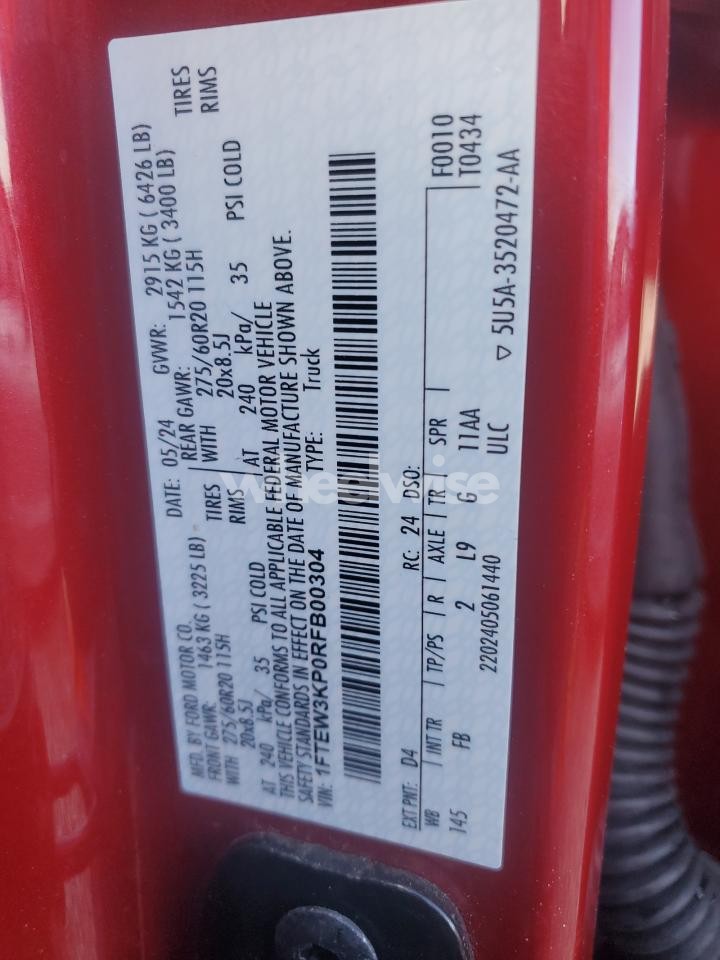 MFD. BY FORD MOTOR CO.
DATE: 05/24 GVWR: 2915 KG ( 6426 LB)
FRONT GAWR: 1463 KG ( 3225 LB) REAR GAWR: 1542 KG ( 3400 LB)
WITH 275/60R20 115H TIRES WITH 275/60R20 115H TIRES
20x8.5J RIMS 20x8.5J RIMS
AT 240 kPa/ 35 PSI COLD AT 240 kPa/ 35 PSI COLD
THIS VEHICLE CONFORMS TO ALL APPLICABLE FEDERAL MOTOR VEHICLE
SAFETY STANDARDS IN EFFECT ON THE DATE OF MANUFACTURE SHOWN ABOVE.
VIN: 1FTEW3KP0RFB00304 TYPE: Truck
EXT PNT: D4 RC: 24 DSO: F0010
T0434
WB INT TR TP/PS R AXLE TR SPR
145 FB 2 L9 G 11AA
ULC
2202405061440 ▽ 5U5A-3520472-AA
wheelwise